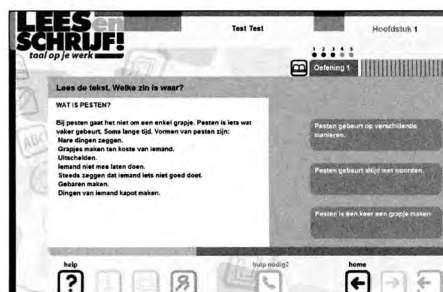 LEES en
SCHRIJF!
taal op je werk
Test Test
Hoofdstuk 1
1 2 3 4 5
Oefening 1
Lees de tekst. Welke zin is waar?
WAT IS PESTEN?
Bij pesten gaat het niet om een enkel grapje. Pesten is iets wat
vaker gebeurt. Soms lange tijd. Vormen van pesten zijn:
Nare dingen zeggen.
Grapjes maken ten koste van iemand.
Uitschelden.
Iemand niet mee laten doen.
Steeds zeggen dat iemand iets niet goed doet.
Gebaren maken.
Dingen van iemand kapot maken.
Pesten gebeurt op verschillende
manieren.
Pesten gebeurt altijd met woorden.
Pesten is één keer een grapje maken.
help
hulp nodig?
home
?